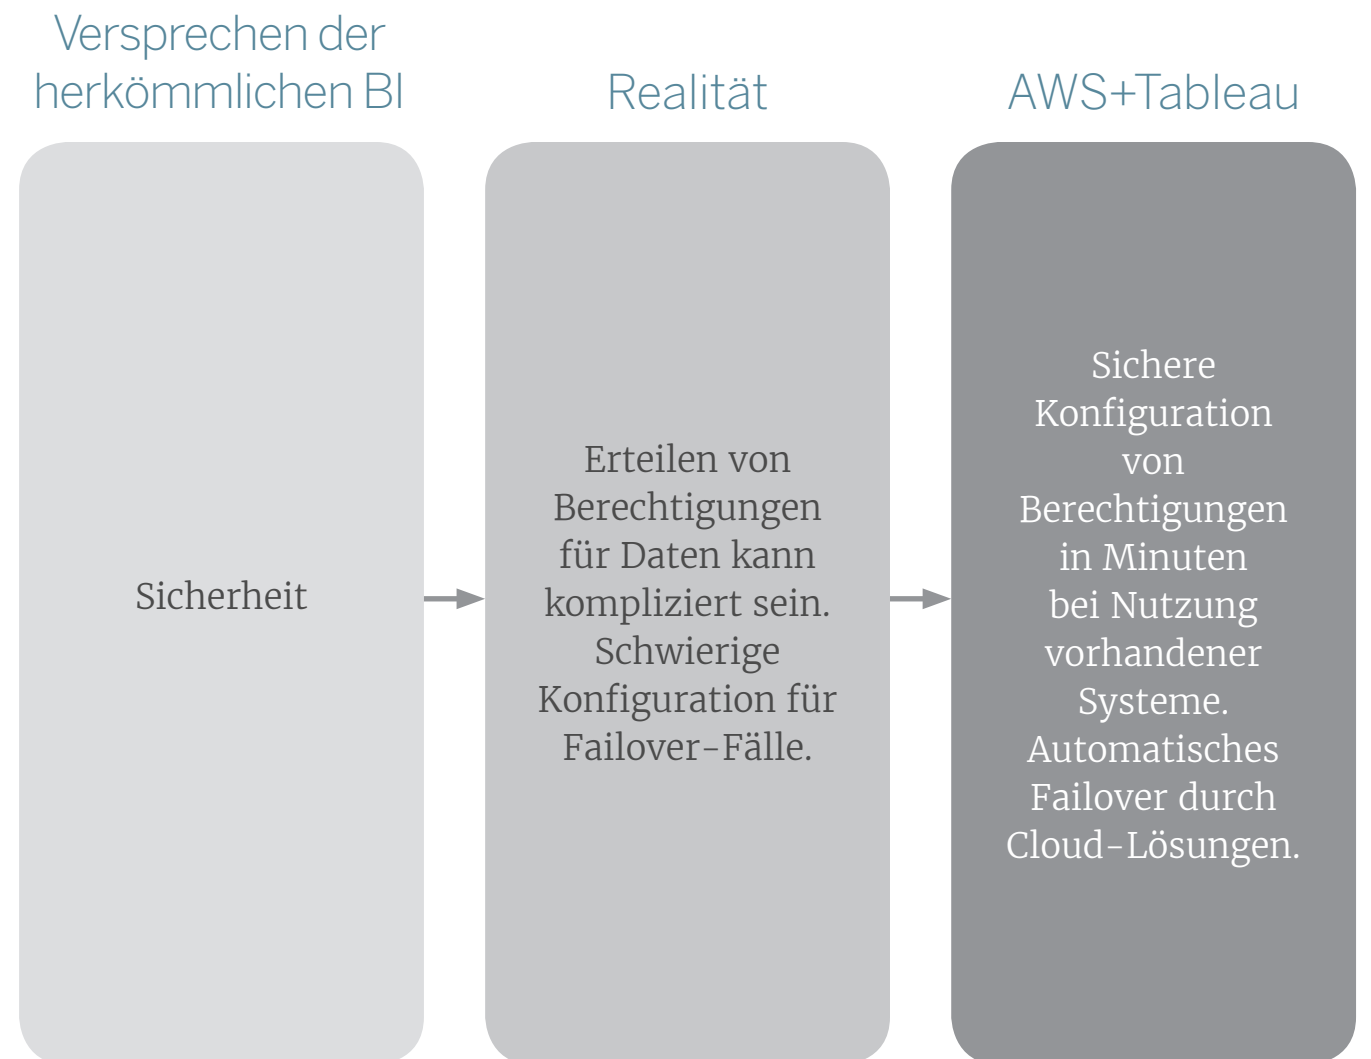 Versprechen der
herkömmlichen BI
Realität
AWS+Tableau
Sicherheit
Erteilen von
Berechtigungen
für Daten kann
kompliziert sein.
Schwierige
Konfiguration für
Failover-Fälle.
Sichere
Konfiguration
von
Berechtigungen
in Minuten
bei Nutzung
vorhandener
Systeme.
Automatisches
Failover durch
Cloud-Lösungen.